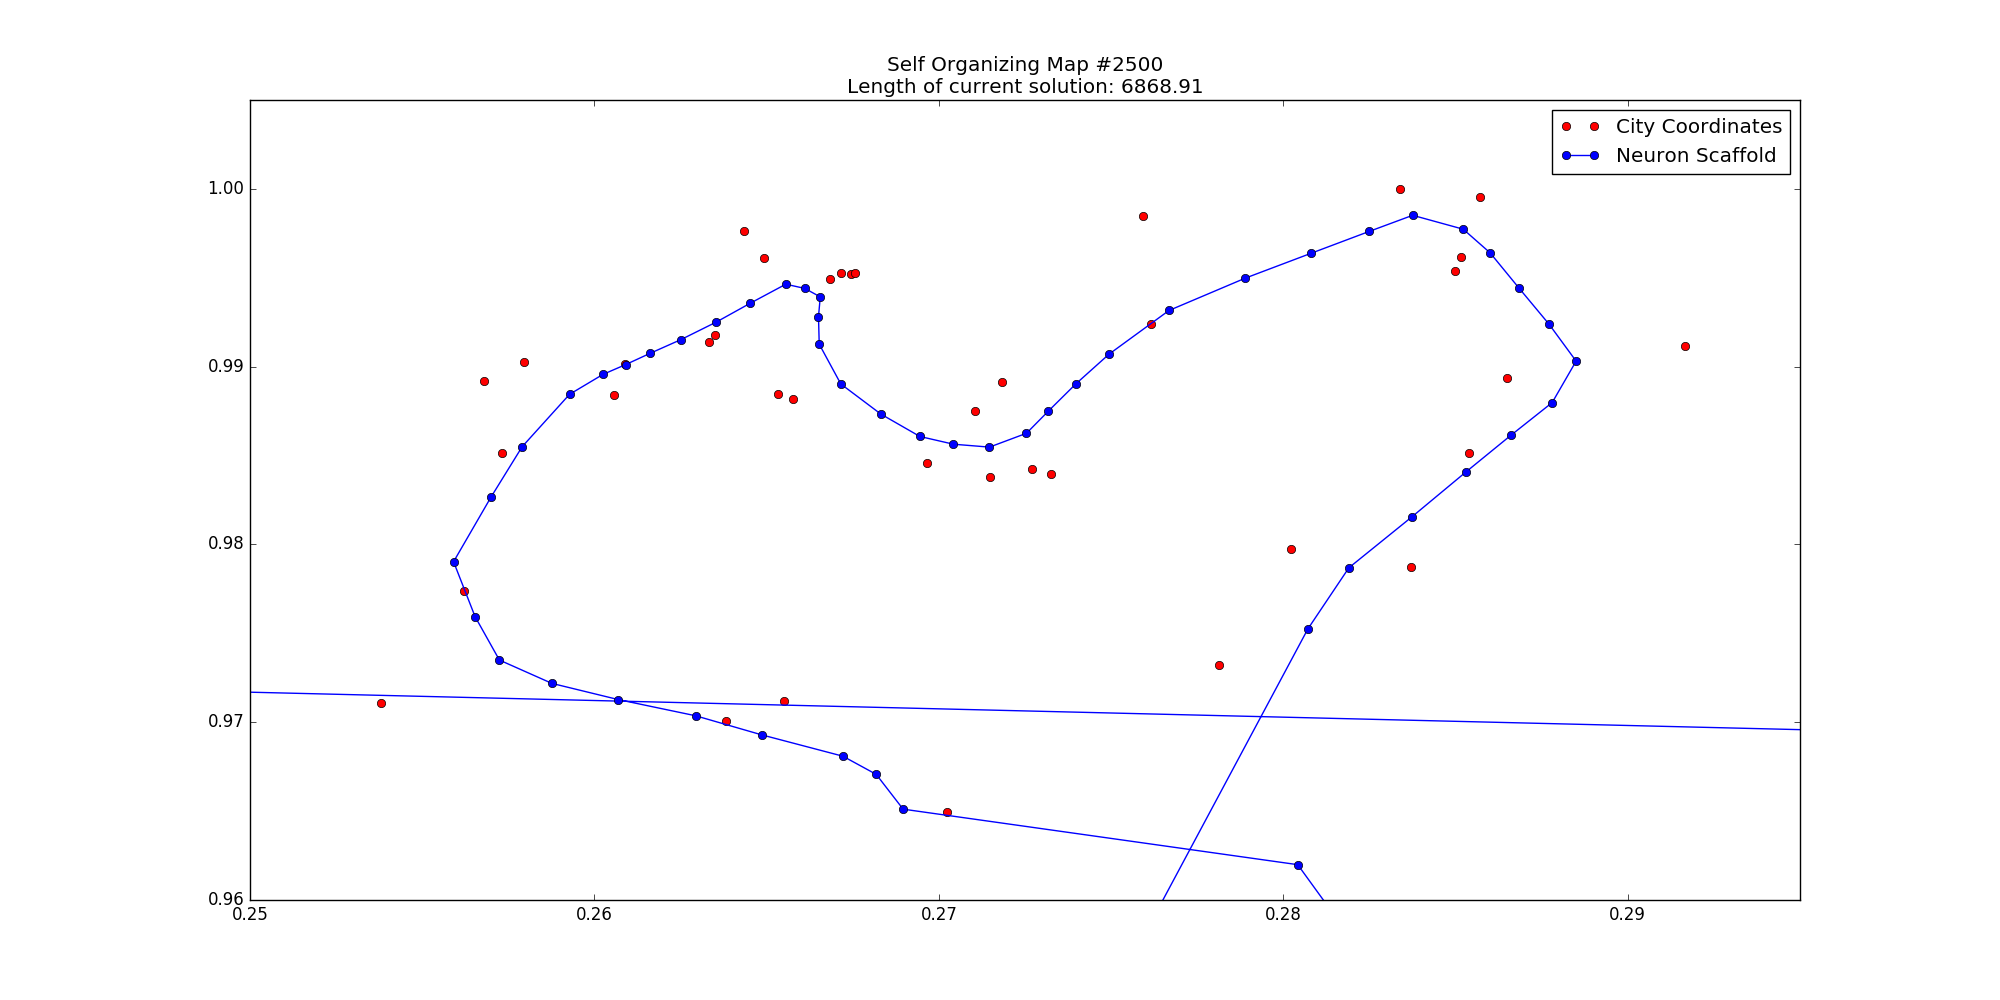 Self Organizing Map #2500
Length of current solution: 6868.91
City Coordinates
Neuron Scaffold
1.00
0.99
0.98
0.97
0.96
0.25 0.26 0.27 0.28 0.29